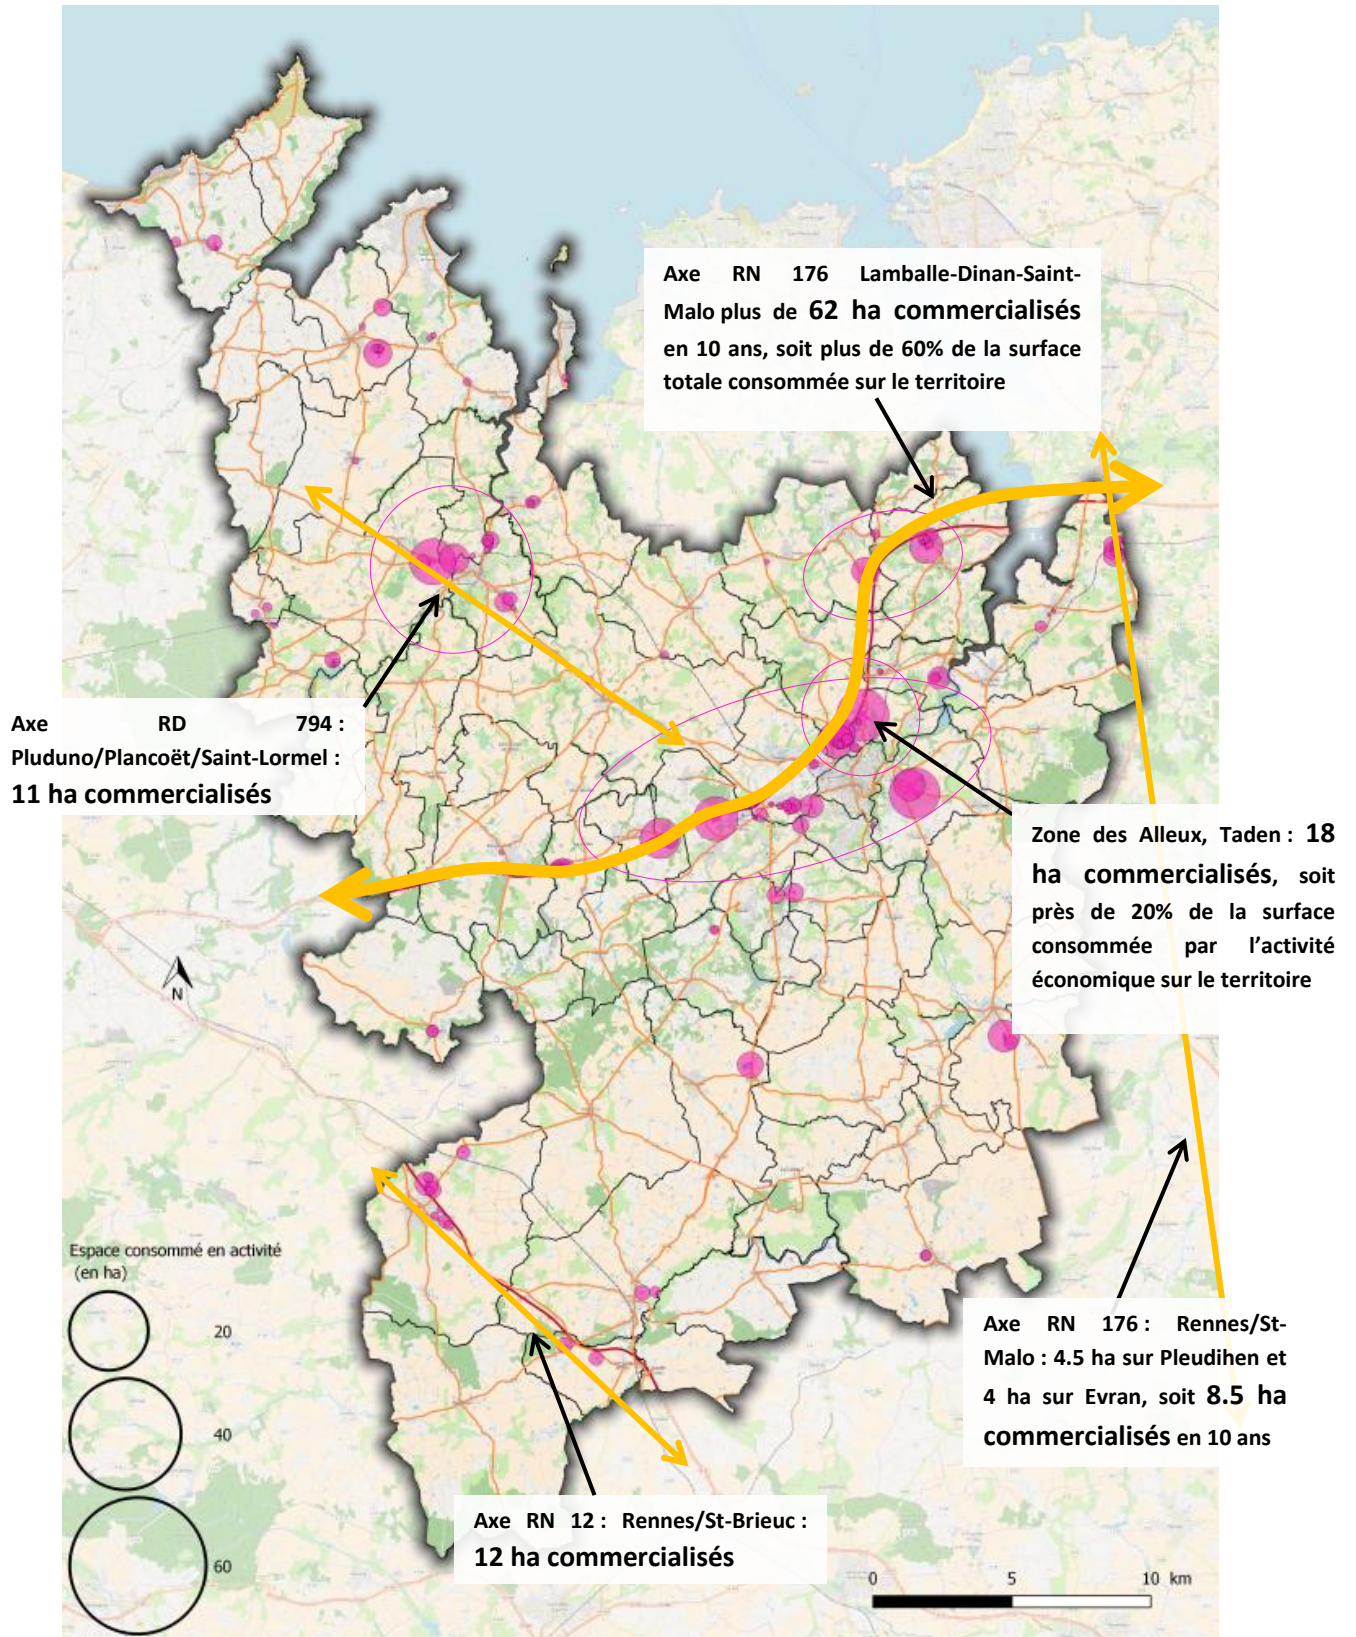 Axe RN 176 Lamballe-Dinan-Saint-
Malo plus de 62 ha commercialisés
en 10 ans, soit plus de 60% de la surface
totale consommée sur le territoire
Axe RD 794 :
Pluduno/Plancoët/Saint-Lormel :
11 ha commercialisés
Zone des Alleux, Taden : 18
ha commercialisés, soit
près de 20% de la surface
consommée par l’activité
économique sur le territoire
N
Espace consommé en activité
(en ha)
20
40
60
Axe RN 176 : Rennes/St-
Malo : 4.5 ha sur Pleudihen et
4 ha sur Evran, soit 8.5 ha
commercialisés en 10 ans
Axe RN 12 : Rennes/St-Brieuc :
12 ha commercialisés
0 5 10 km